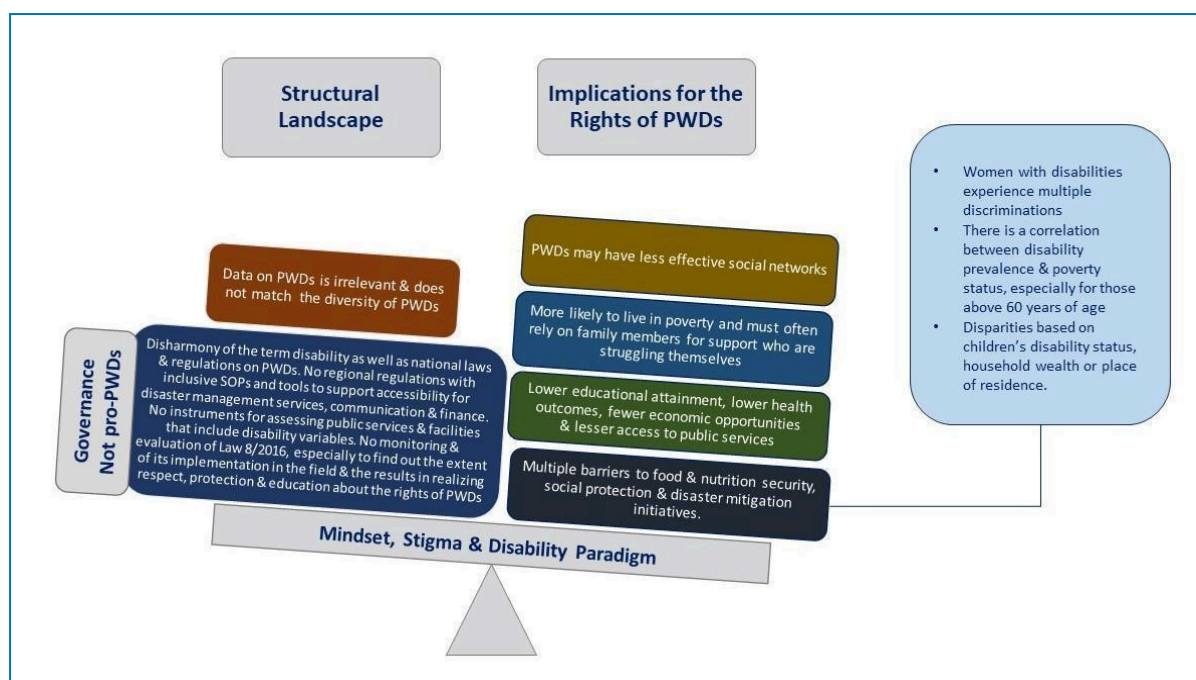 Structural
Landscape
Implications for the
Rights of PWDs
Data on PWDs is irrelevant & does
not match the diversity of PWDs
Governance
Not pro-PWDs
Disharmony of the term disability as well as national laws
& regulations on PWDs. No regional regulations with
inclusive SOPs and tools to support accessibility for
disaster management services, communication & finance.
No instruments for assessing public services & facilities
that include disability variables. No monitoring &
evaluation of Law 8/2016, especially to find out the extent
of its implementation in the field & the results in realizing
respect, protection & education about the rights of PWDs
PWDs may have less effective social networks
More likely to live in poverty and must often
rely on family members for support who are
struggling themselves
Lower educational attainment, lower health
outcomes, fewer economic opportunities
& lesser access to public services
Multiple barriers to food & nutrition security,
social protection & disaster mitigation
initiatives.
Mindset, Stigma & Disability Paradigm
• Women with disabilities
experience multiple
discriminations
• There is a correlation
between disability
prevalence & poverty
status, especially for those
above 60 years of age
• Disparities based on
children’s disability status,
household wealth or place
of residence.